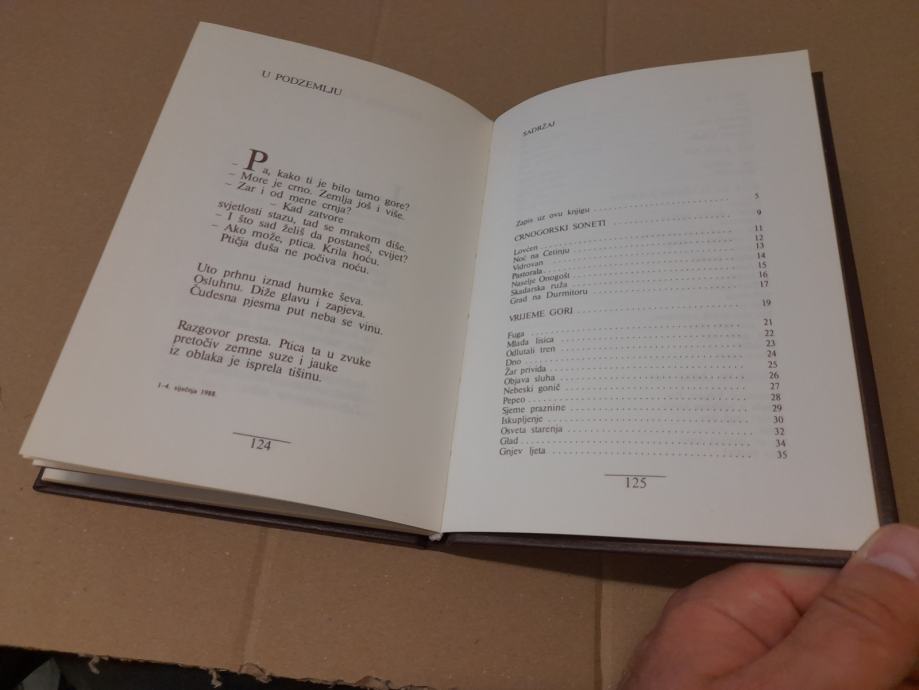 U PODZEMLJU
– Pa, kako ti je bilo tamo gore?
– More je crno. Zemlja još i više.
– Zar i od mene crnja?
– Kad zatvore
svjetlosti stazu, tad se mrakom diše.
– I što sad želiš da postaneš, cvijet?
– Ako može, ptica. Krila hoću.
Ptičja duša ne počiva noću.
Uto prhnu iznad humke ševa.
Osluhnu. Diže glavu i zapjeva.
Čudesna pjesma put neba se vinu.
Razgovor presta. Ptica ta u zvuke
pretočiv zemne suze i jauke
iz oblaka je isprela tišinu.
1-4. siječnja 1988.
124
SADRŽAJ
Zapis uz ovu knjigu . . . . . . . . . . 5
CRNOGORSKI SONETI . . . . . . . . . . 9
Lovćen . . . . . . . . . . 11
Noć na Cetinju . . . . . . . . . . 12
Vidrovan . . . . . . . . . . 13
Pastorala . . . . . . . . . . 14
Naselje Onogošt . . . . . . . . . . 15
Skadarska ruža . . . . . . . . . . 16
Grad na Durmitoru . . . . . . . . . . 17
VRIJEME GORI . . . . . . . . . . 19
Fuga . . . . . . . . . . 21
Mlada lisica . . . . . . . . . . 22
Odlutali tren . . . . . . . . . . 23
Dno . . . . . . . . . . 24
Žar privida . . . . . . . . . . 25
Objava sluha . . . . . . . . . . 26
Nebeski gonič . . . . . . . . . . 27
Pepeo . . . . . . . . . . 28
Sjeme praznine . . . . . . . . . . 29
Iskupljenje . . . . . . . . . . 30
Osveta starenja . . . . . . . . . . 32
Glad . . . . . . . . . . 34
Gnjev ljeta . . . . . . . . . . 35
125